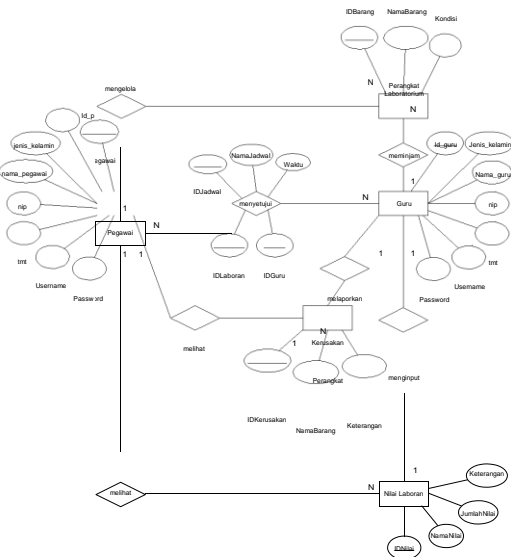 IDBarang
NamaBarang
Kondisi
mengelola
N
Perangkat
Laboratorium
N
Id_p
egawai
jenis_kelamin
nama_pegawai
nip
tmt
Username
Password
1
Pegawai
N
1
1
IDJadwal
NamaJadwal
Waktu
menyetujui
N
IDLaboran
IDGuru
meminjam
1
Id_guru
Jenis_kelamin
Nama_guru
nip
tmt
Username
Password
Guru
1
1
melaporkan
N
Kerusakan
1
Perangkat
melihat
menginput
IDKerusakan
NamaBarang
Keterangan
1
melihat
N
Nilai Laboran
Keterangan
JumlahNilai
NamaNilai
IDNilai